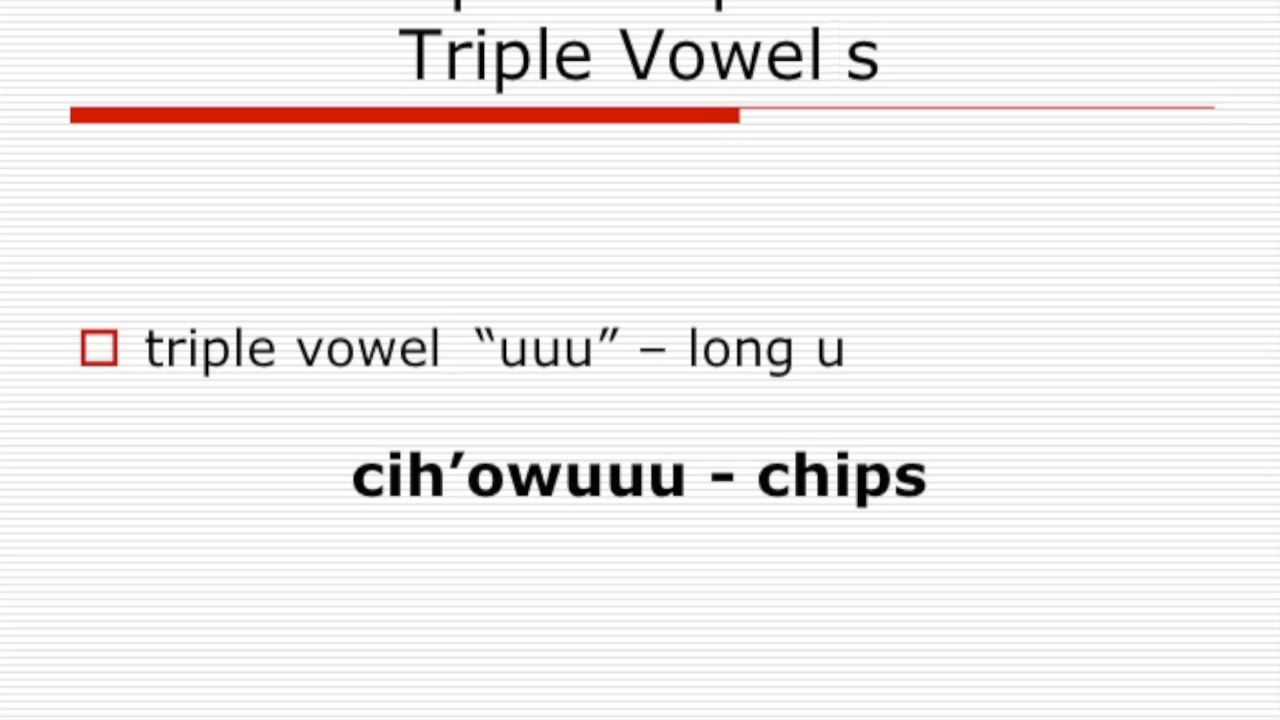 Triple Vowel s
triple vowel “uuu” – long u
cih’owuuu - chips